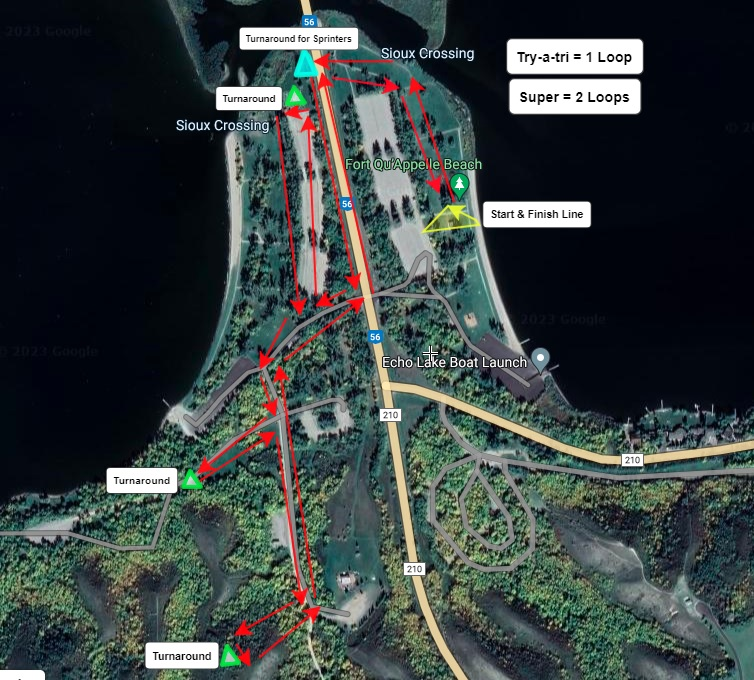 2023 Google
56
Turnaround for Sprinters
Sioux Crossing
Try-a-tri = 1 Loop
Super = 2 Loops
Turnaround
Sioux Crossing
Fort Qu'Appelle Beach
56
Start & Finish Line
2023 Google
© 2023 Google
56
Echo Lake Boat Launch
210
210
Turnaround
210
Turnaround